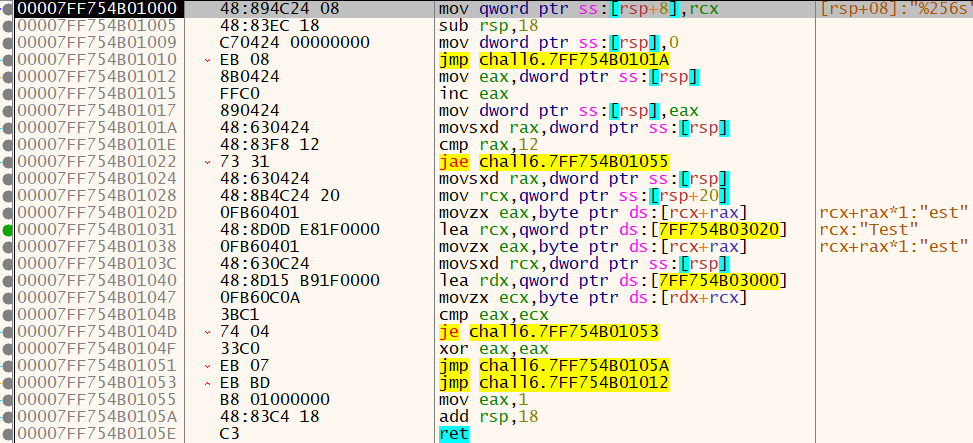 00007FF754B01000 48:894C24 08 mov qword ptr ss:[rsp+8],rcx [rsp+08]:"%256s"
00007FF754B01005 48:83EC 18 sub rsp,18
00007FF754B01009 C70424 00000000 mov dword ptr ss:[rsp],0
00007FF754B01010 EB 08 jmp chall6.7FF754B0101A
00007FF754B01012 8B0424 mov eax,dword ptr ss:[rsp]
00007FF754B01015 FFC0 inc eax
00007FF754B01017 890424 mov dword ptr ss:[rsp],eax
00007FF754B0101A 48:630424 movsxd rax,dword ptr ss:[rsp]
00007FF754B0101E 48:83F8 12 cmp rax,12
00007FF754B01022 73 31 jae chall6.7FF754B01055
00007FF754B01024 48:630424 movsxd rax,dword ptr ss:[rsp]
00007FF754B01028 48:8B4C24 20 mov rcx,qword ptr ss:[rsp+20]
00007FF754B0102D 0FB60401 movzx eax,byte ptr ds:[rcx+rax] rcx+rax*1:"est"
00007FF754B01031 48:8D0D E81F0000 lea rcx,qword ptr ds:[7FF754B03020] rcx:"Test"
00007FF754B01038 0FB60401 movzx eax,byte ptr ds:[rcx+rax] rcx+rax*1:"est"
00007FF754B0103C 48:630C24 movsxd rcx,dword ptr ss:[rsp]
00007FF754B01040 48:8D15 B91F0000 lea rdx,qword ptr ds:[7FF754B03000]
00007FF754B01047 0FB60C0A movzx ecx,byte ptr ds:[rdx+rcx]
00007FF754B0104B 3BC1 cmp eax,ecx
00007FF754B0104D 74 04 je chall6.7FF754B01053
00007FF754B0104F 33C0 xor eax,eax
00007FF754B01051 EB 07 jmp chall6.7FF754B0105A
00007FF754B01053 EB BD jmp chall6.7FF754B01012
00007FF754B01055 B8 01000000 mov eax,1
00007FF754B0105A 48:83C4 18 add rsp,18
00007FF754B0105E C3 ret